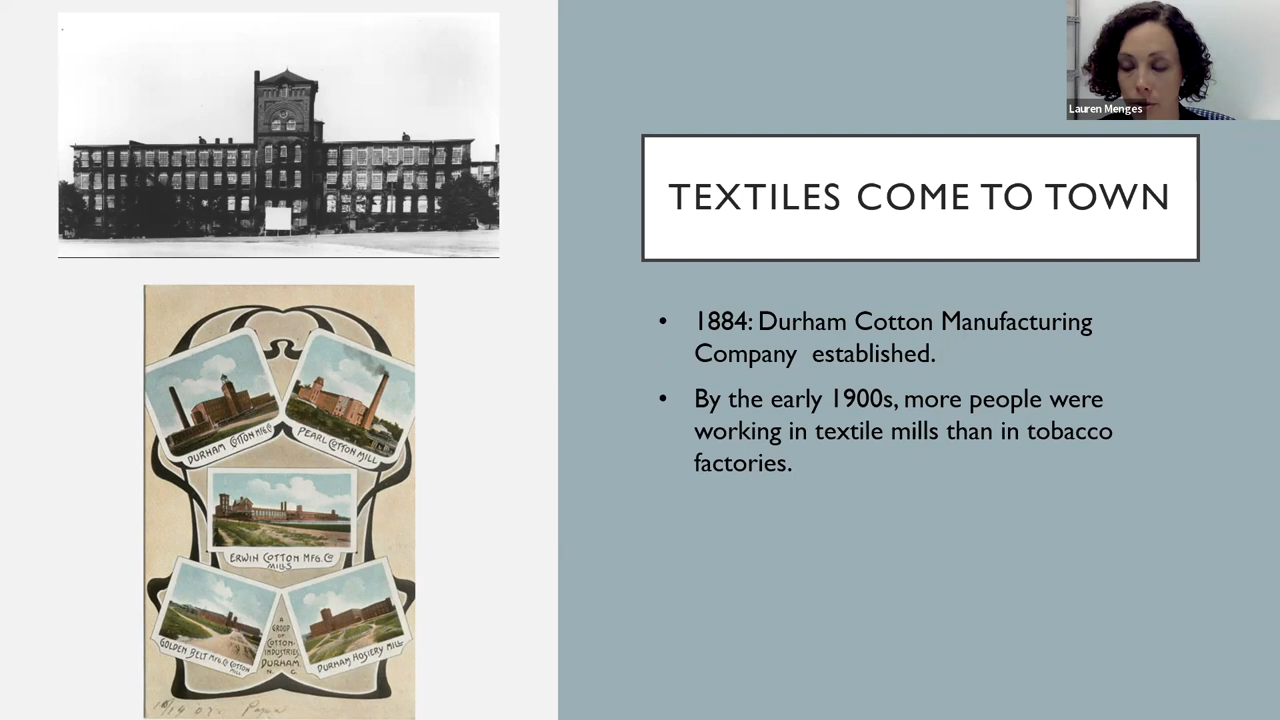 Lauren Menges
TEXTILES COME TO TOWN
• 1884: Durham Cotton Manufacturing
Company established.
• By the early 1900s, more people were
working in textile mills than in tobacco
factories.
DURHAM COTTON MFG Co
PEARL COTTON MILL
ERWIN COTTON MFG. Co
MILLS
GOLDEN BELT MFG. Co COTTON
MILL
A
GROUP
OF
COTTON
INDUSTRIES
DURHAM.
N. C.
DURHAM HOSIERY MILL